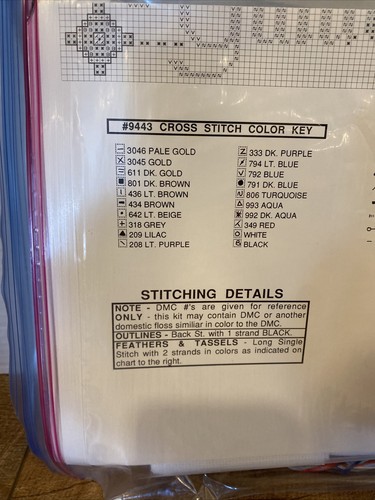 #9443 CROSS STITCH COLOR KEY
3046 PALE GOLD
3045 GOLD
611 DK. GOLD
801 DK. BROWN
436 LT. BROWN
434 BROWN
642 LT. BEIGE
318 GREY
209 LILAC
208 LT. PURPLE
333 DK. PURPLE
794 LT. BLUE
792 BLUE
791 DK. BLUE
806 TURQUOISE
993 AQUA
992 DK. AQUA
349 RED
WHITE
BLACK
STITCHING DETAILS
NOTE - DMC #'s are given for reference
ONLY - this kit may contain DMC or another
domestic floss similiar in color to the DMC.
OUTLINES - Back St. with 1 strand BLACK.
FEATHERS & TASSELS - Long Single
Stitch with 2 strands in colors as indicated on
chart to the right.